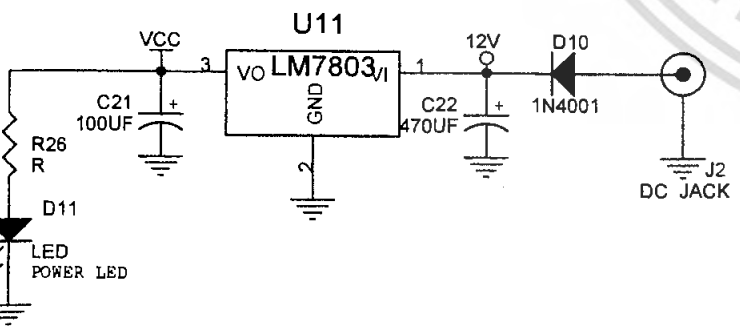 U11
VCC
12V
D10
3
VO
LM7803
VI
1
GND
C21
100UF
+
C22
470UF
+
1N4001
R26
R
2
J2
DC JACK
D11
LED
POWER LED